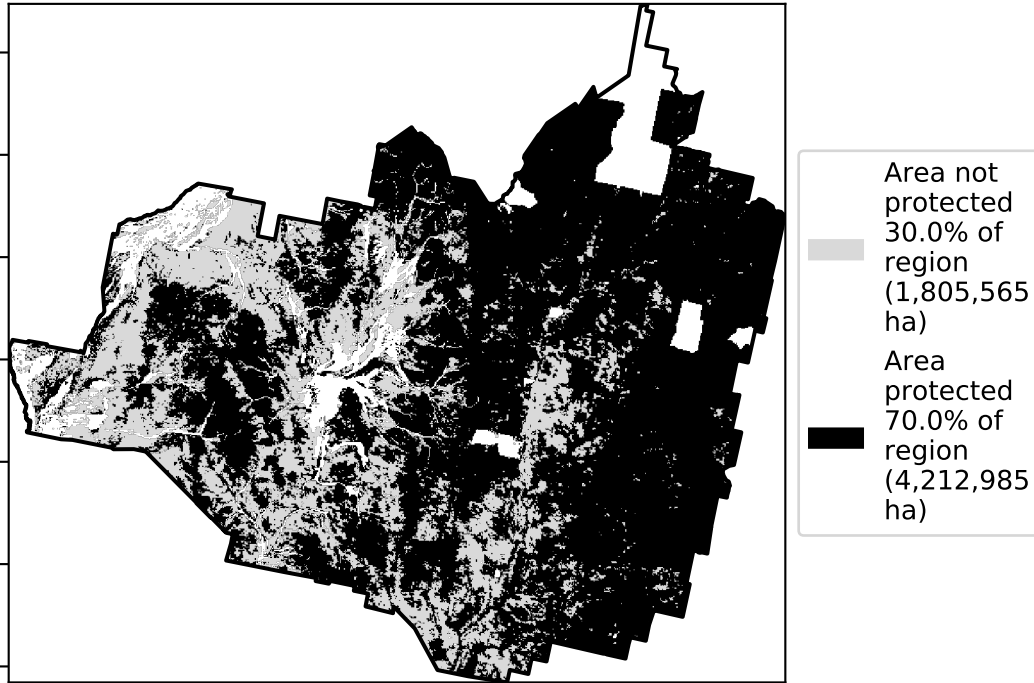 Area not
protected
30.0% of
region
(1,805,565
ha)
Area
protected
70.0% of
region
(4,212,985
ha)